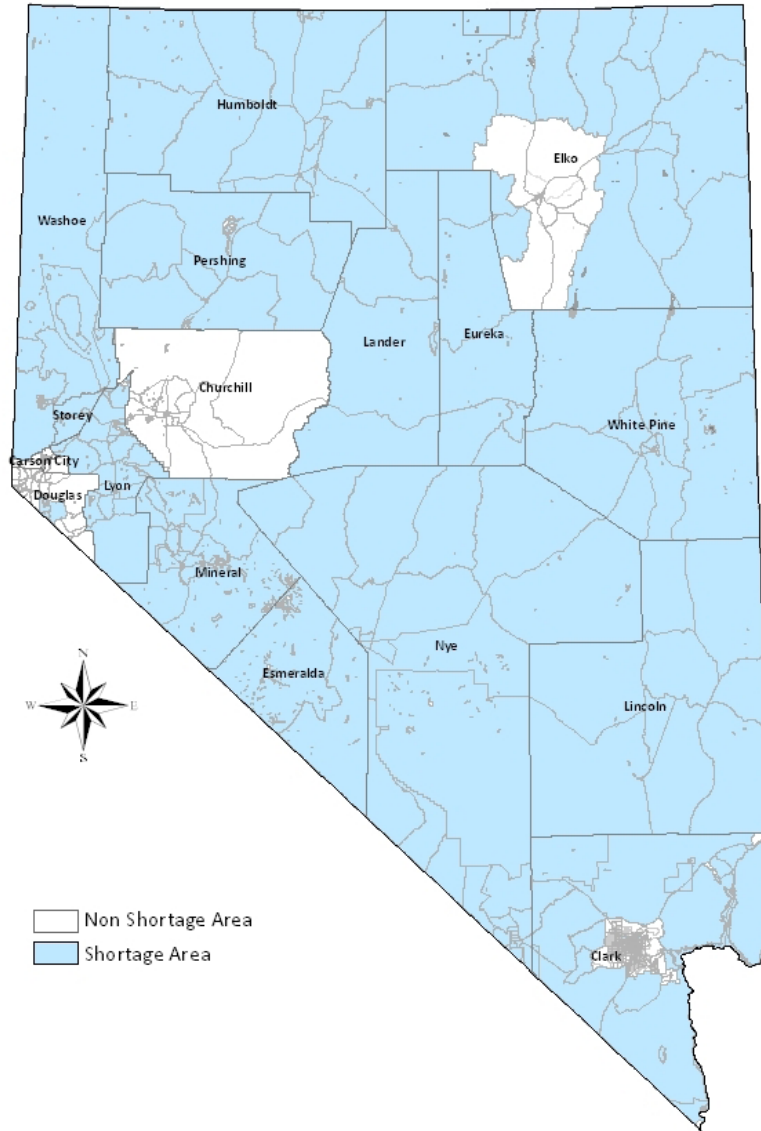 Humboldt
Elko
Washoe
Pershing
Lander
Eureka
Churchill
Storey
White Pine
Carson City
Douglas
Lyon
Mineral
Nye
Esmeralda
Lincoln
N
W
E
S
Non Shortage Area
Shortage Area
Clark